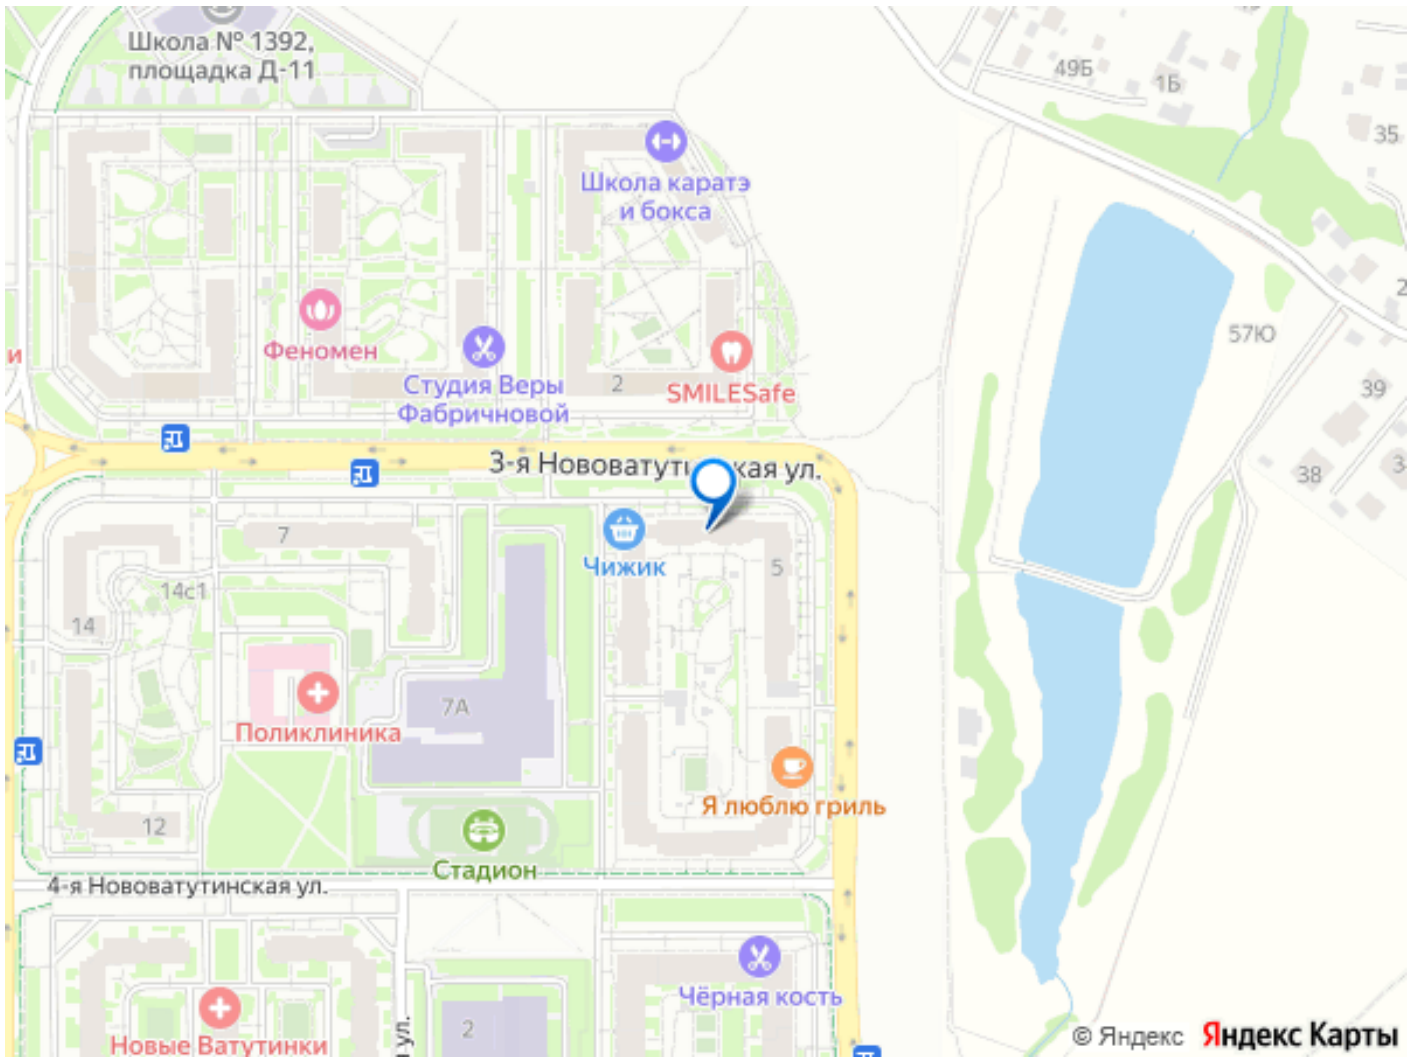 Школа № 1392,
площадка Д-11
49Б
1Б
35
Школа каратэ
и бокса
57Ю
и
Феномен
Студия Веры
Фабричновой
2
SMILESafe
39
38
7
5
Чижик
14с1
14
7А
Поликлиника
12
Я люблю гриль
Стадион
4-я Нововатутинская ул.
Чёрная кость
2
Новые Ватутинки
ул.
© Яндекс Яндекс Карты